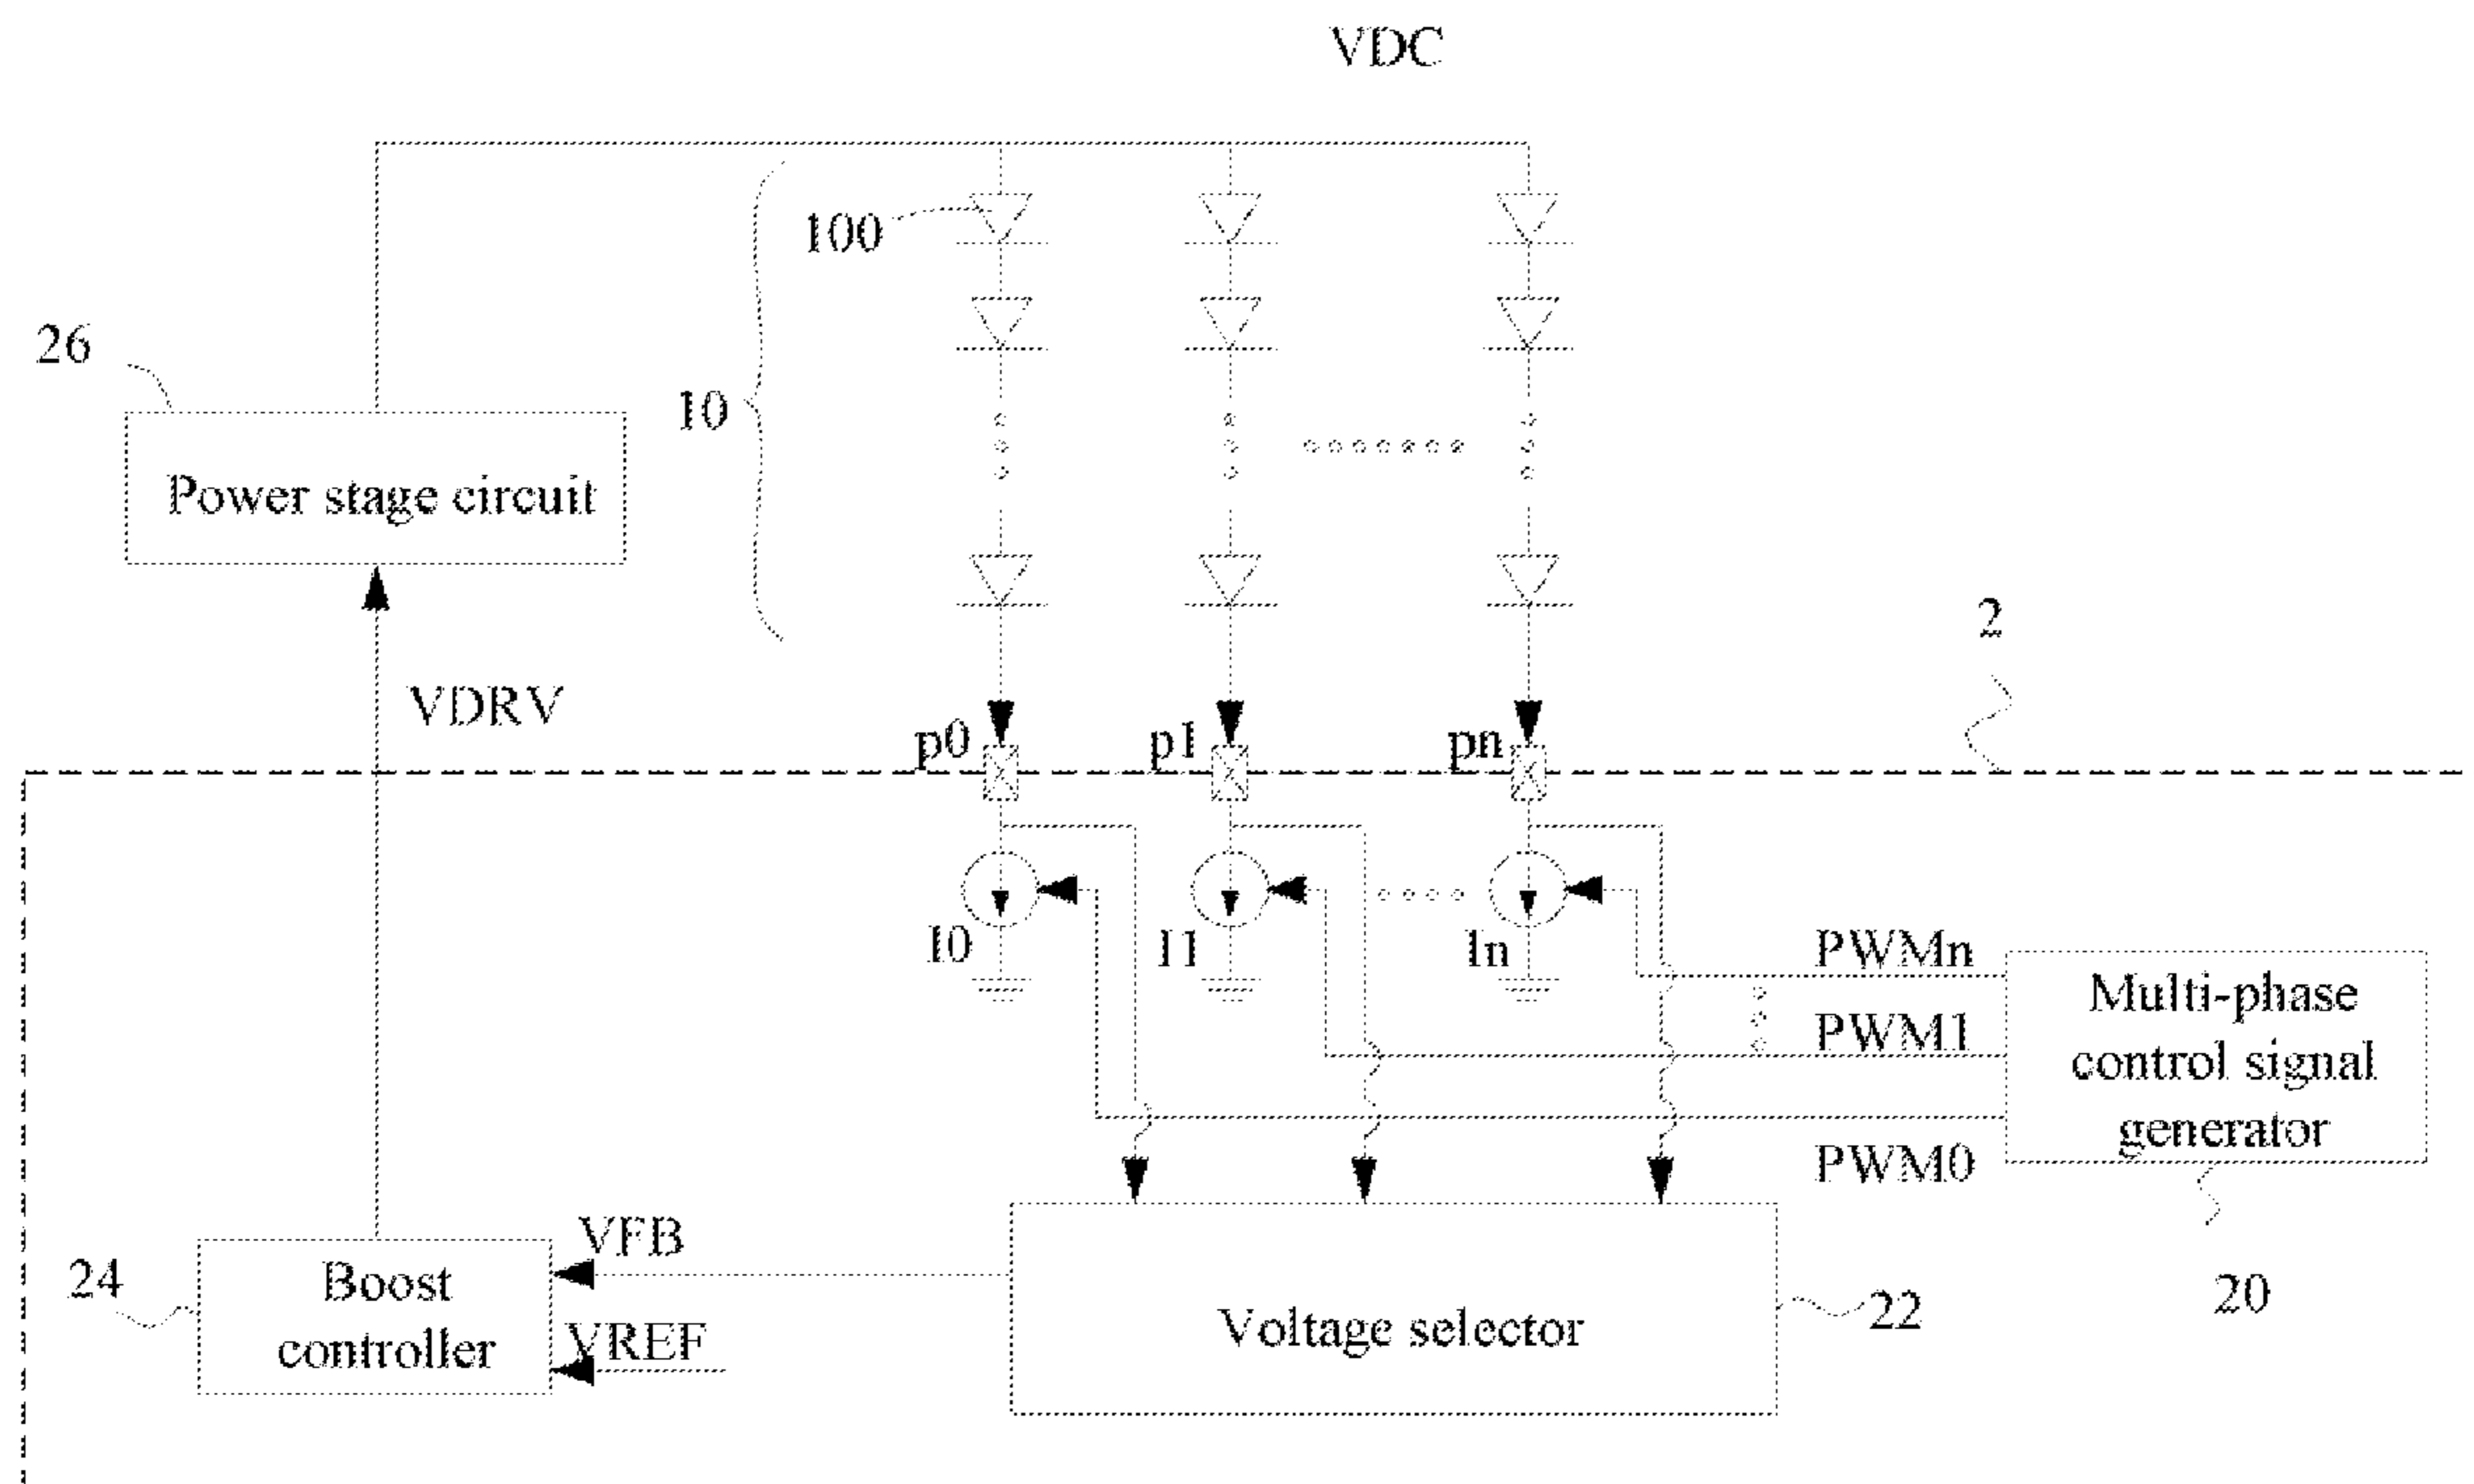 VDC
100
26
10
Power stage circuit
2
VDRV
p0
p1
pn
I0
I1
In
PWMn
PWM1
PWM0
Multi-phase
control signal
generator
20
VFB
VREF
24
Boost
controller
Voltage selector
22